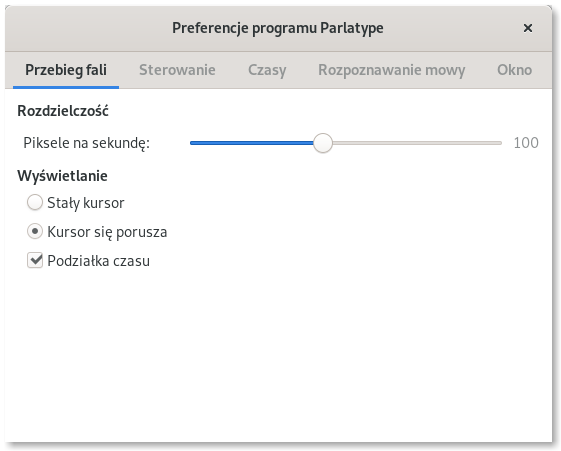 Preferencje programu Parlatype
Przebieg fali Sterowanie Czasy Rozpoznawanie mowy Okno
Rozdzielczość
Piksele na sekundę: 100
Wyświetlanie
Stały kursor
Kursor się porusza
Podziałka czasu